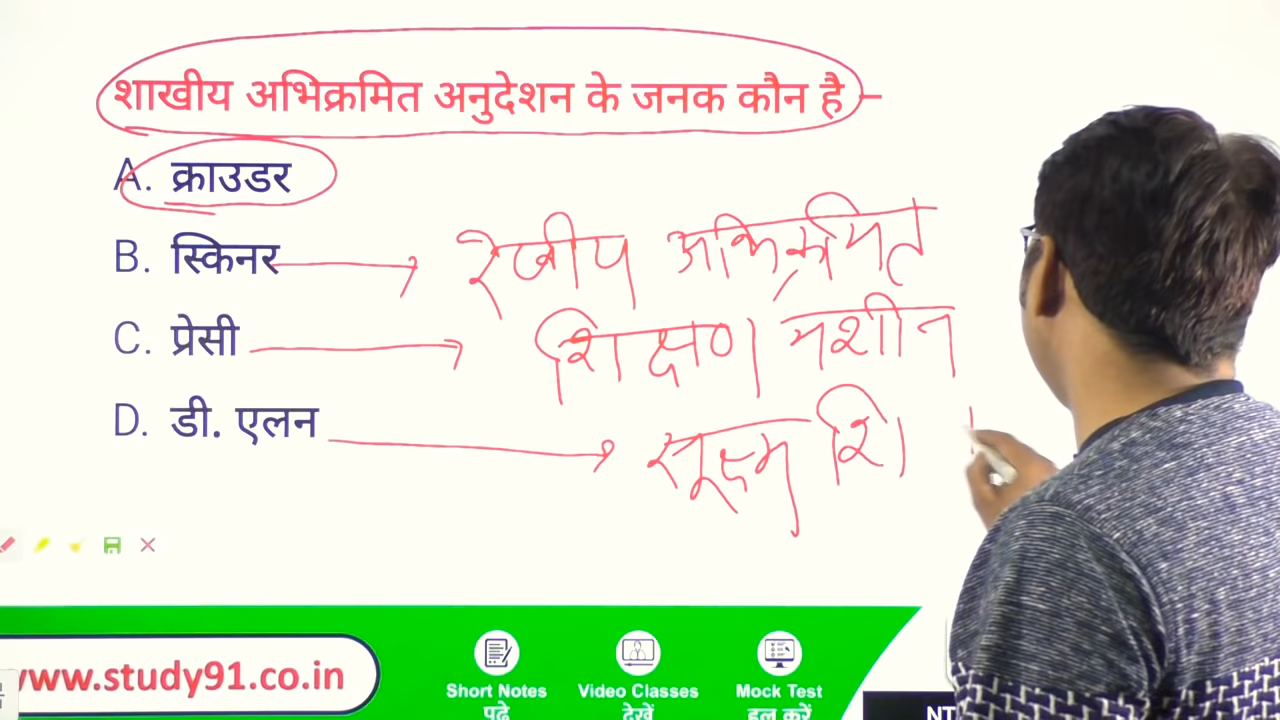 शाखीय अभिक्रमित अनुदेशन के जनक कौन है –
A. क्राउडर
B. स्किनर → रेखीय अभिक्रमित
C. प्रेसी → शिक्षण मशीन
D. डी. एलन → सूक्ष्म शि
www.study91.co.in
Short Notes
पढ़े
Video Classes
देखें
Mock Test
हल करें
NT